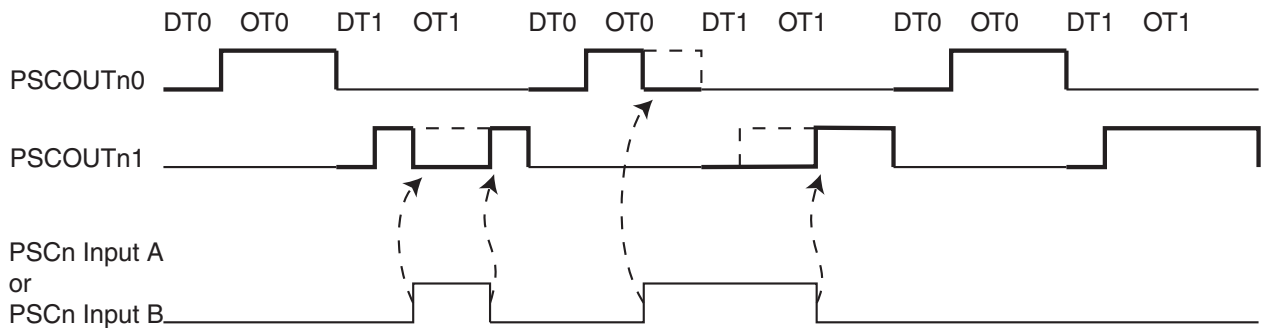 DT0 OT0 DT1 OT1 DT0 OT0 DT1 OT1 DT0 OT0 DT1 OT1
PSCOUTn0
PSCOUTn1
PSCn Input A
or
PSCn Input B